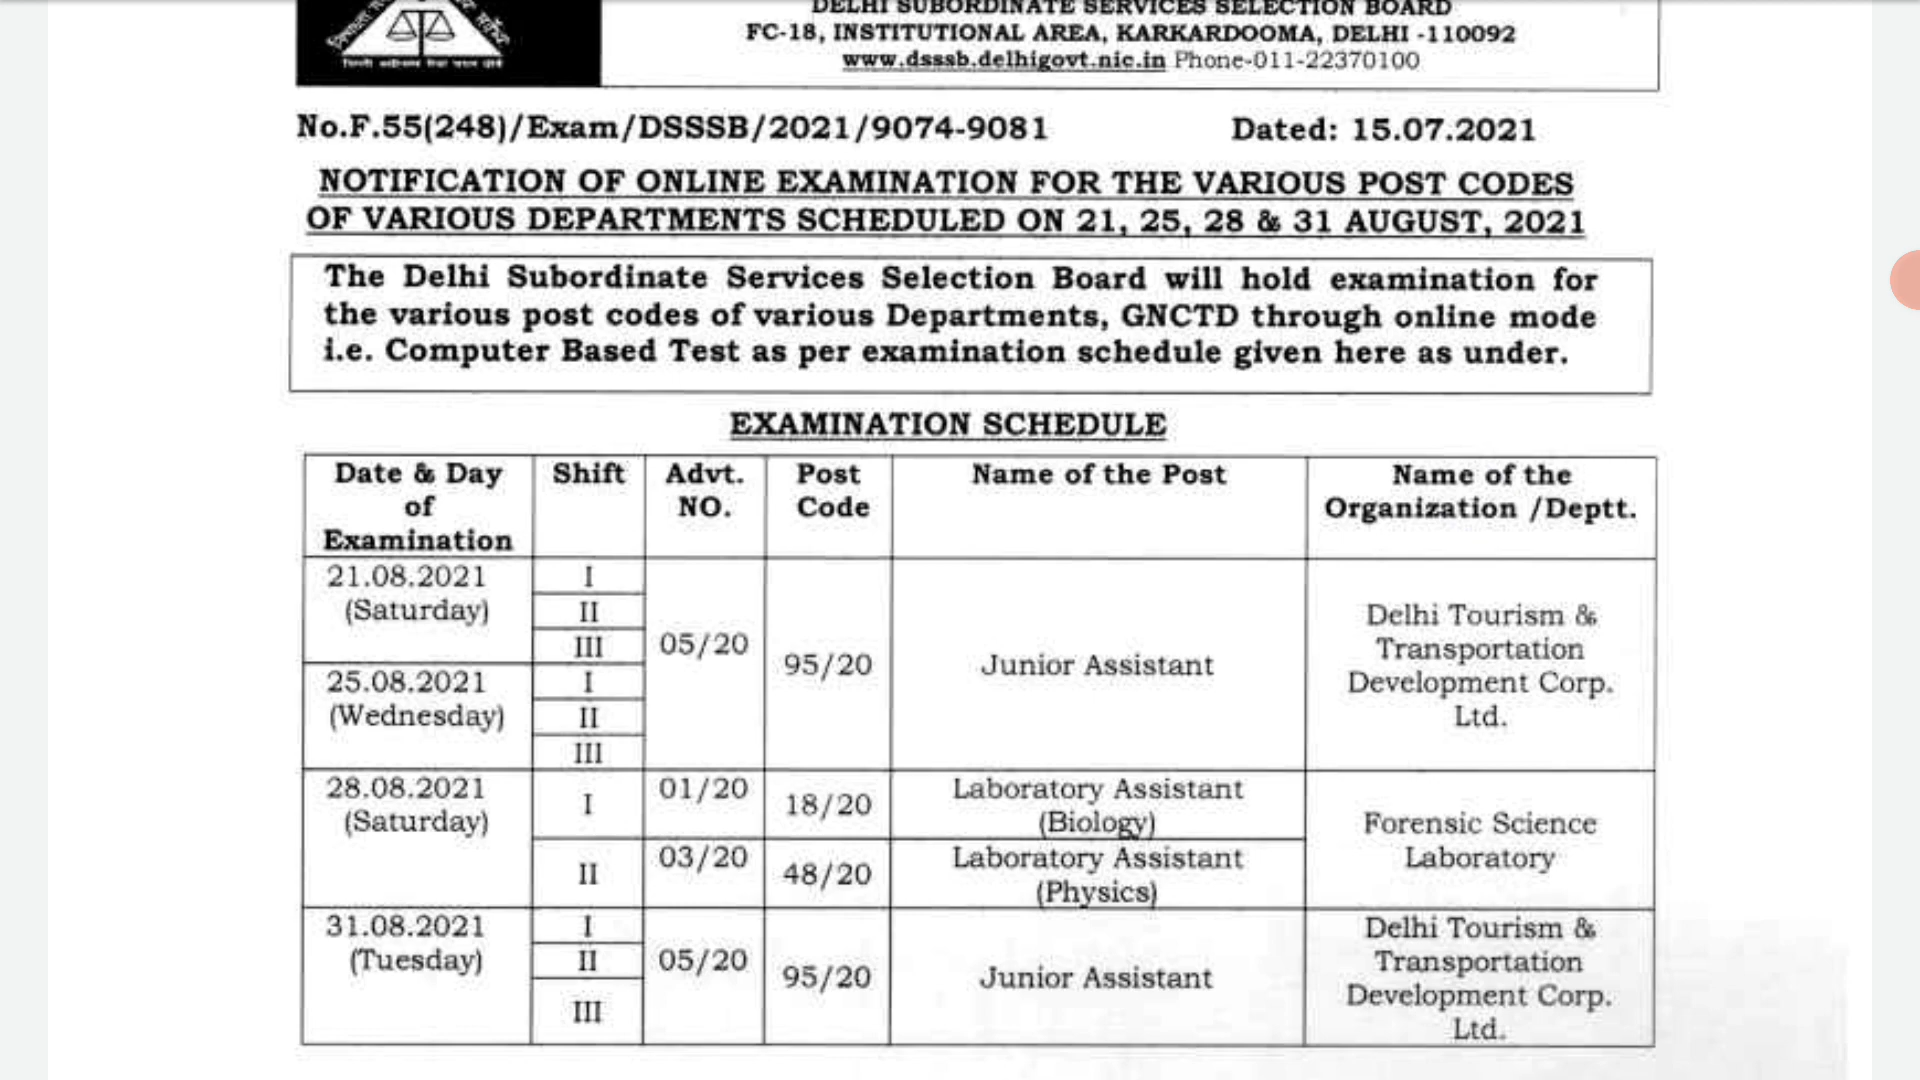 DELHI SUBORDINATE SERVICES SELECTION BOARD
FC-18, INSTITUTIONAL AREA, KARKARDOOMA, DELHI -110092
www.dsssb.delhigovt.nic.in Phone-011-22370100
No.F.55(248)/Exam/DSSSB/2021/9074-9081 Dated: 15.07.2021
NOTIFICATION OF ONLINE EXAMINATION FOR THE VARIOUS POST CODES
OF VARIOUS DEPARTMENTS SCHEDULED ON 21, 25, 28 & 31 AUGUST, 2021
The Delhi Subordinate Services Selection Board will hold examination for
the various post codes of various Departments, GNCTD through online mode
i.e. Computer Based Test as per examination schedule given here as under.
EXAMINATION SCHEDULE
Date & Day of Examination Shift Advt. NO. Post Code Name of the Post Name of the Organization /Deptt.
21.08.2021 (Saturday) I
II
III
05/20 95/20 Junior Assistant Delhi Tourism & Transportation Development Corp. Ltd.
25.08.2021 (Wednesday) I
II
III
28.08.2021 (Saturday) I 01/20 18/20 Laboratory Assistant (Biology) Forensic Science Laboratory
II 03/20 48/20 Laboratory Assistant (Physics)
31.08.2021 (Tuesday) I
II
III
05/20 95/20 Junior Assistant Delhi Tourism & Transportation Development Corp. Ltd.